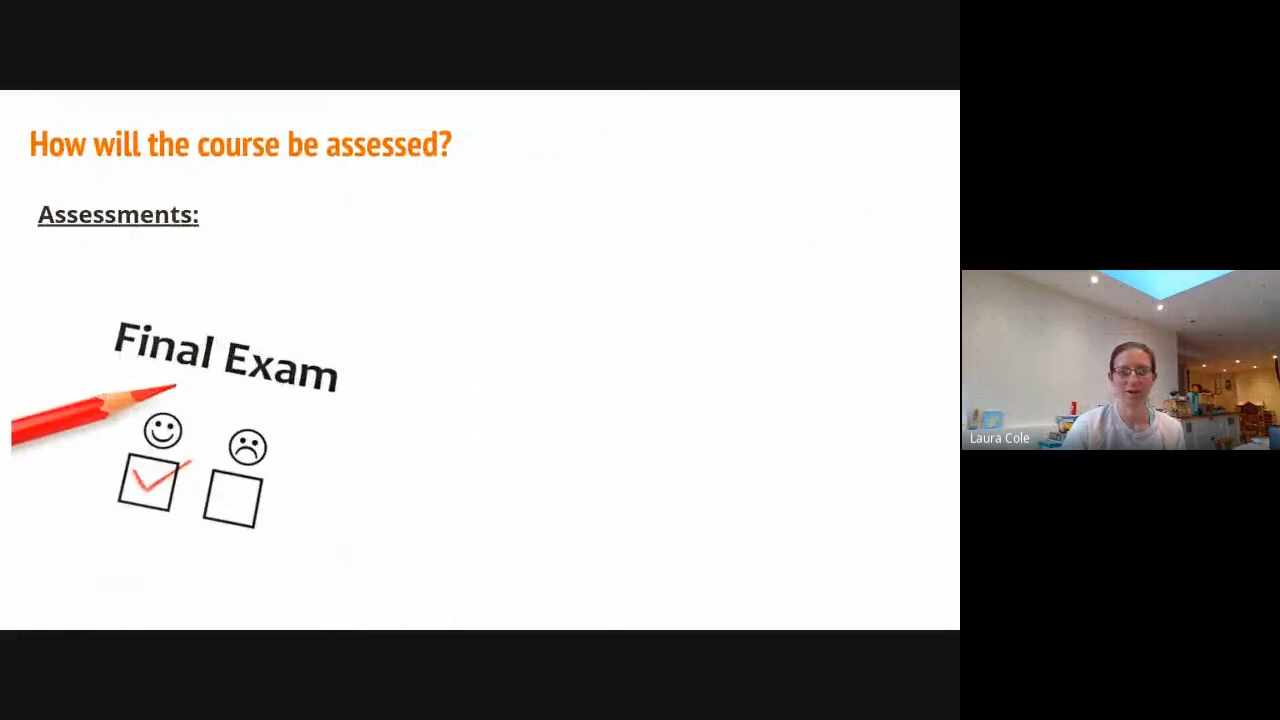 How will the course be assessed?
Assessments:
Final Exam
Laura Cole